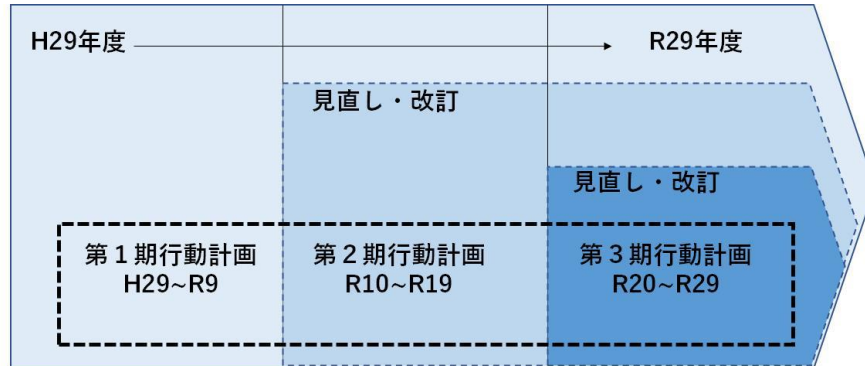 H29年度
R29年度
見直し・改訂
見直し・改訂
第１期行動計画
H29~R9
第２期行動計画
R10~R19
第３期行動計画
R20~R29